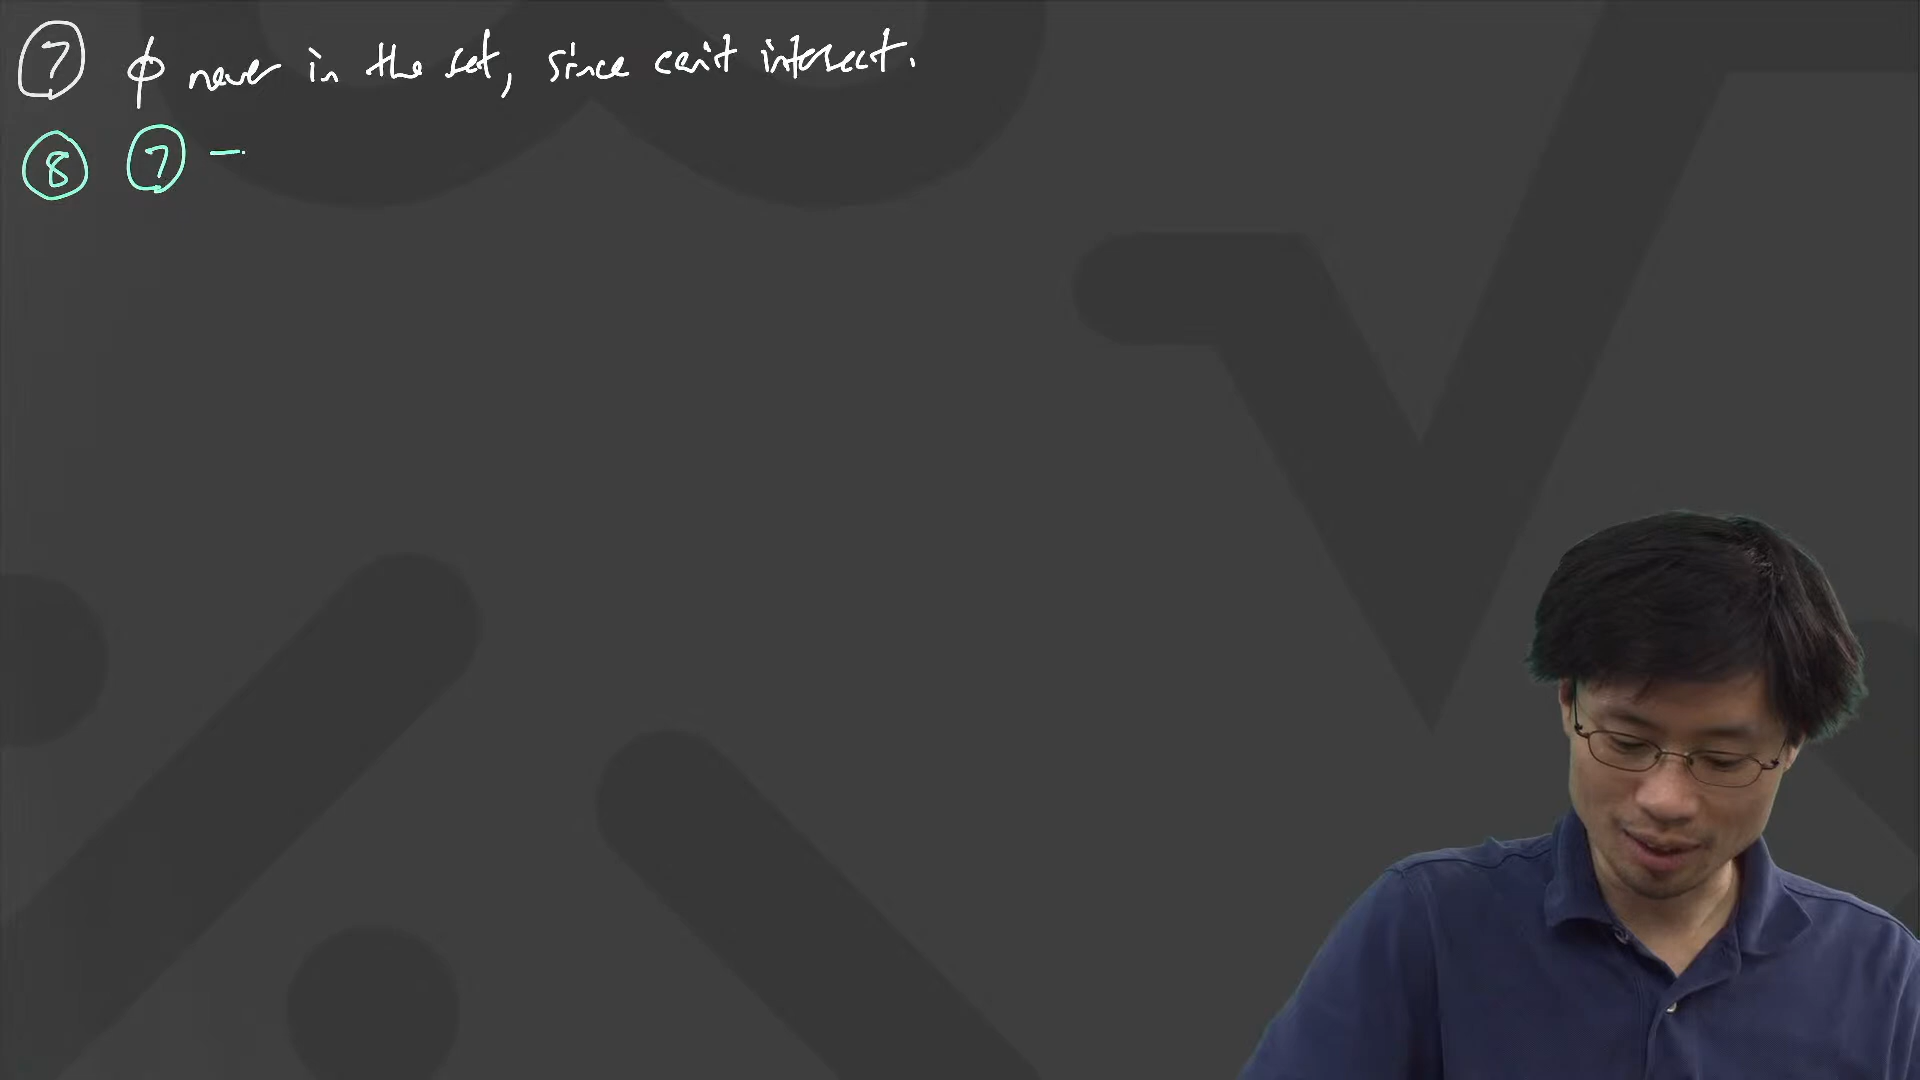 ⑦ ϕ never in the set, since can't intersect.
⑧ ⑦ –